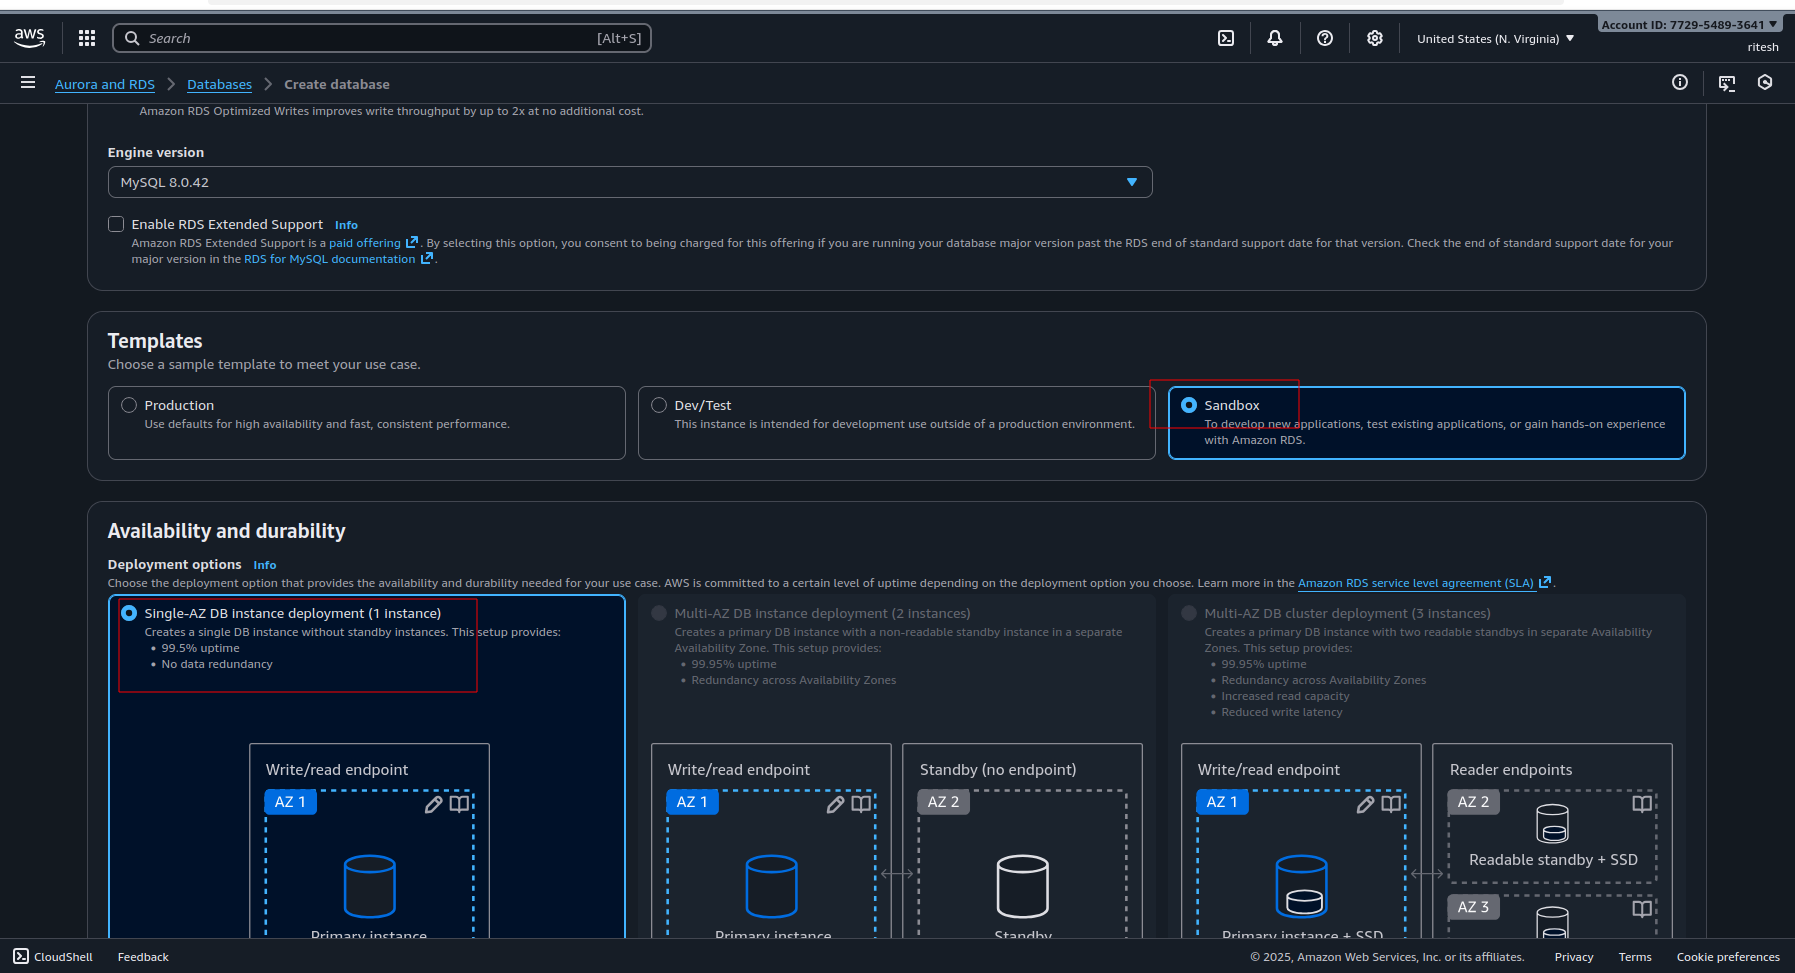 aws
Search
[Alt+S]
United States (N. Virginia)
Account ID: 7729-5489-3641
ritesh
Aurora and RDS
Databases
Create database
Amazon RDS Optimized Writes improves write throughput by up to 2x at no additional cost.
Engine version
MySQL 8.0.42
Enable RDS Extended Support Info
Amazon RDS Extended Support is a paid offering. By selecting this option, you consent to being charged for this offering if you are running your database major version past the RDS end of standard support date for that version. Check the end of standard support date for your
major version in the RDS for MySQL documentation.
Templates
Choose a sample template to meet your use case.
Production
Use defaults for high availability and fast, consistent performance.
Dev/Test
This instance is intended for development use outside of a production environment.
Sandbox
To develop new applications, test existing applications, or gain hands-on experience
with Amazon RDS.
Availability and durability
Deployment options Info
Choose the deployment option that provides the availability and durability needed for your use case. AWS is committed to a certain level of uptime depending on the deployment option you choose. Learn more in the Amazon RDS service level agreement (SLA).
Single-AZ DB instance deployment (1 instance)
Creates a single DB instance without standby instances. This setup provides:
• 99.5% uptime
• No data redundancy
Write/read endpoint
AZ 1
Primary instance
Multi-AZ DB instance deployment (2 instances)
Creates a primary DB instance with a non-readable standby instance in a separate
Availability Zone. This setup provides:
• 99.95% uptime
• Redundancy across Availability Zones
Write/read endpoint
AZ 1
Primary instance
Standby (no endpoint)
AZ 2
Standby
Multi-AZ DB cluster deployment (3 instances)
Creates a primary DB instance with two readable standbys in separate Availability
Zones. This setup provides:
• 99.95% uptime
• Redundancy across Availability Zones
• Increased read capacity
• Reduced write latency
Write/read endpoint
AZ 1
Primary instance + SSD
Reader endpoints
AZ 2
Readable standby + SSD
AZ 3
CloudShell
Feedback
© 2025, Amazon Web Services, Inc. or its affiliates.
Privacy
Terms
Cookie preferences